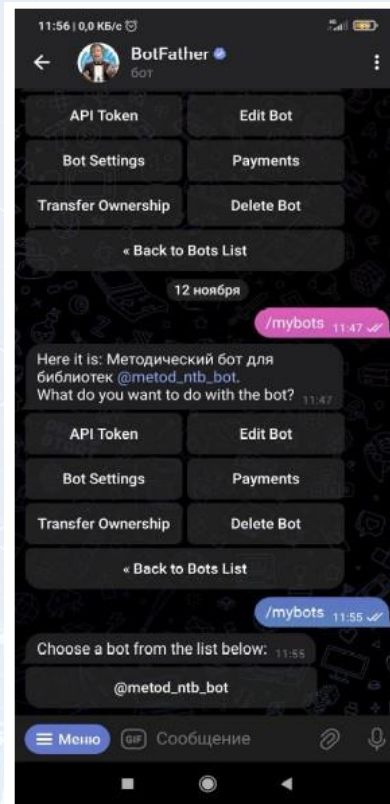 11:56 | 0,0 КБ/с
BotFather
бот
API Token Edit Bot
Bot Settings Payments
Transfer Ownership Delete Bot
« Back to Bots List
12 ноября
/mybots 11:47
Here it is: Методический бот для
библиотек @metod_ntb_bot.
What do you want to do with the bot? 11:47
API Token Edit Bot
Bot Settings Payments
Transfer Ownership Delete Bot
« Back to Bots List
/mybots 11:55
Choose a bot from the list below: 11:55
@metod_ntb_bot
Меню GIF Сообщение